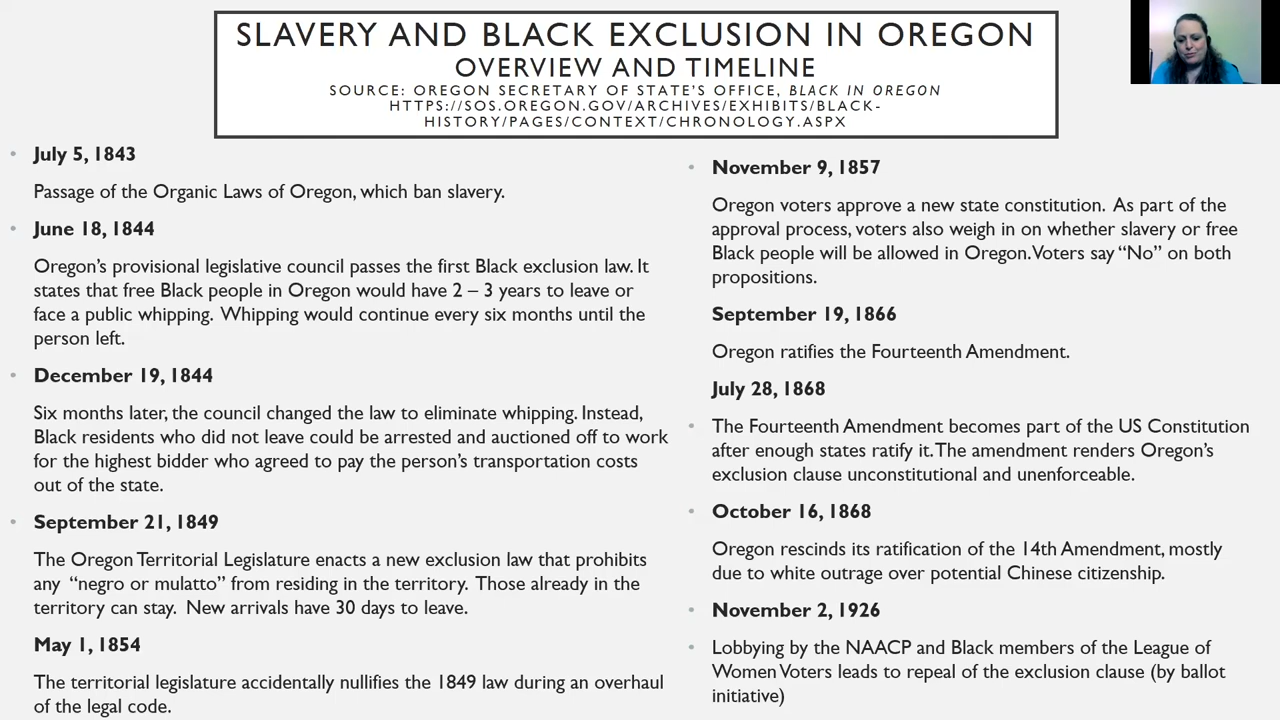 SLAVERY AND BLACK EXCLUSION IN OREGON
OVERVIEW AND TIMELINE
SOURCE: OREGON SECRETARY OF STATE'S OFFICE, BLACK IN OREGON
HTTPS://SOS.OREGON.GOV/ARCHIVES/EXHIBITS/BLACK-
HISTORY/PAGES/CONTEXT/CHRONOLOGY.ASPX
• July 5, 1843
Passage of the Organic Laws of Oregon, which ban slavery.
• June 18, 1844
Oregon's provisional legislative council passes the first Black exclusion law. It
states that free Black people in Oregon would have 2 – 3 years to leave or
face a public whipping. Whipping would continue every six months until the
person left.
• December 19, 1844
Six months later, the council changed the law to eliminate whipping. Instead,
Black residents who did not leave could be arrested and auctioned off to work
for the highest bidder who agreed to pay the person's transportation costs
out of the state.
• September 21, 1849
The Oregon Territorial Legislature enacts a new exclusion law that prohibits
any "negro or mulatto" from residing in the territory. Those already in the
territory can stay. New arrivals have 30 days to leave.
May 1, 1854
The territorial legislature accidentally nullifies the 1849 law during an overhaul
of the legal code.
• November 9, 1857
Oregon voters approve a new state constitution. As part of the
approval process, voters also weigh in on whether slavery or free
Black people will be allowed in Oregon. Voters say "No" on both
propositions.
September 19, 1866
Oregon ratifies the Fourteenth Amendment.
July 28, 1868
• The Fourteenth Amendment becomes part of the US Constitution
after enough states ratify it. The amendment renders Oregon's
exclusion clause unconstitutional and unenforceable.
• October 16, 1868
Oregon rescinds its ratification of the 14th Amendment, mostly
due to white outrage over potential Chinese citizenship.
• November 2, 1926
• Lobbying by the NAACP and Black members of the League of
Women Voters leads to repeal of the exclusion clause (by ballot
initiative)